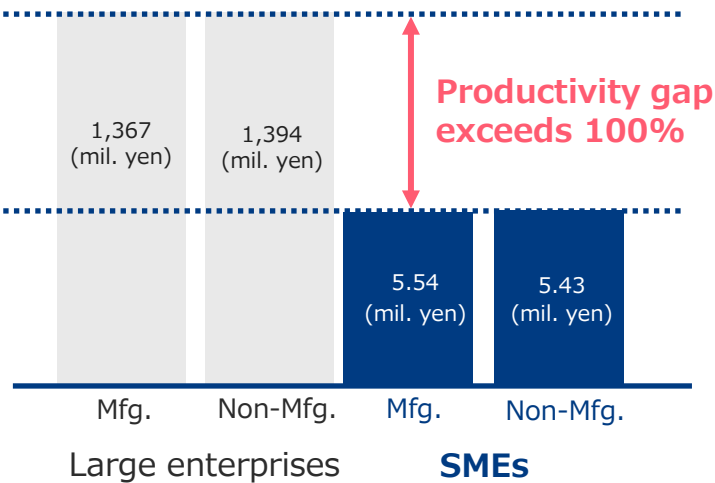 Productivity gap
exceeds 100%
1,367
(mil. yen)
1,394
(mil. yen)
5.54
(mil. yen)
5.43
(mil. yen)
Mfg.
Non-Mfg.
Mfg.
Non-Mfg.
Large enterprises
SMEs